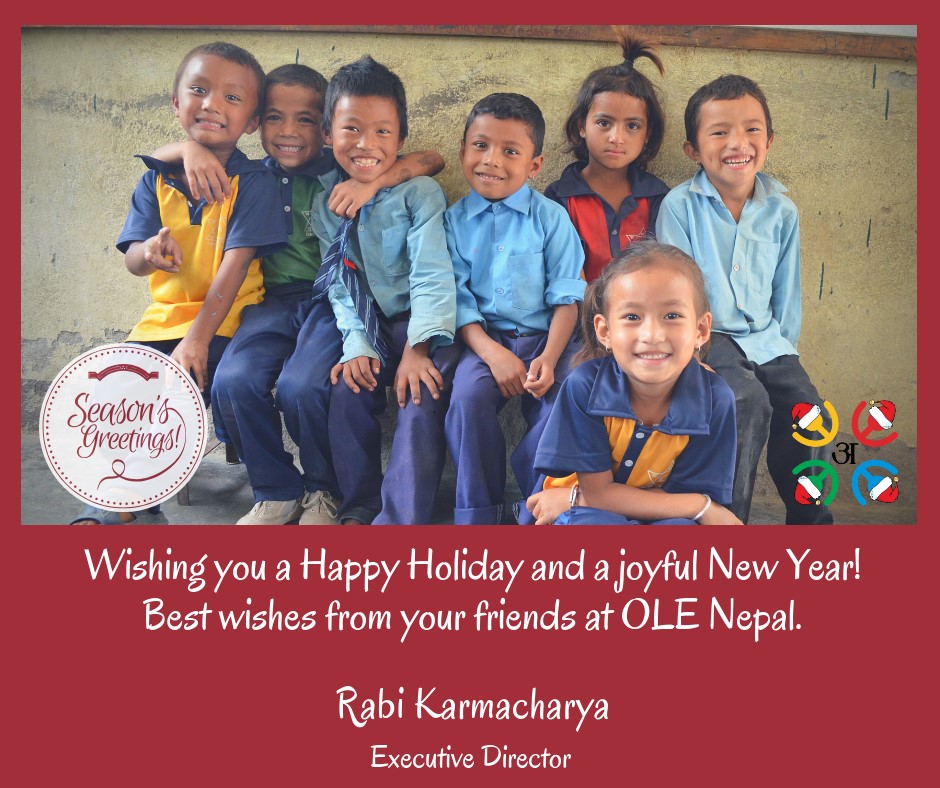 Season's
Greetings!
अ
Wishing you a Happy Holiday and a joyful New Year!
Best wishes from your friends at OLE Nepal.
Rabi Karmacharya
Executive Director